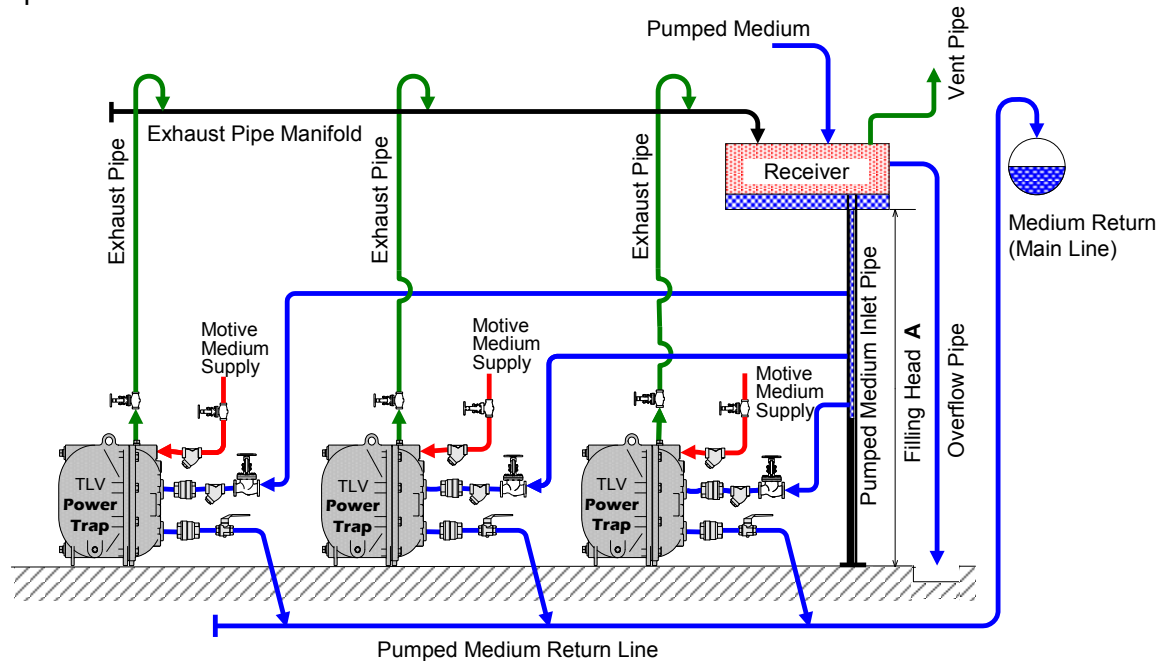 Pumped Medium
Vent Pipe
Exhaust Pipe Manifold
Exhaust Pipe
Exhaust Pipe
Exhaust Pipe
Receiver
Medium Return
(Main Line)
Motive
Medium
Supply
Motive
Medium
Supply
Motive
Medium
Supply
Pumped Medium Inlet Pipe
Filling Head A
Overflow Pipe
TLV
Power
Trap
TLV
Power
Trap
TLV
Power
Trap
Pumped Medium Return Line